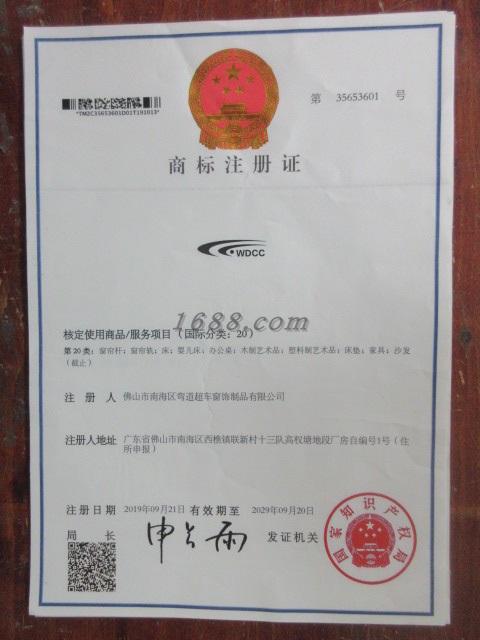 第 35653601 号
*TM2C35653601D01T191013*
商标注册证
WDCC
1688.com
核定使用商品/服务项目（国际分类：20）
第 20 类：窗帘杆；窗帘轨；床；婴儿床；办公桌；木制艺术品；塑料制艺术品；床垫；家具；沙发
（截止）
注 册 人 佛山市南海区弯道超车窗饰制品有限公司
注册人地址 广东省佛山市南海区西樵镇联新村十三队高权塘地段厂房自编号1号（住
所申报）
注册日期 2019年09月21日 有效期至 2029年09月20日
局 长 申长雨 发证机关
国家知识产权局